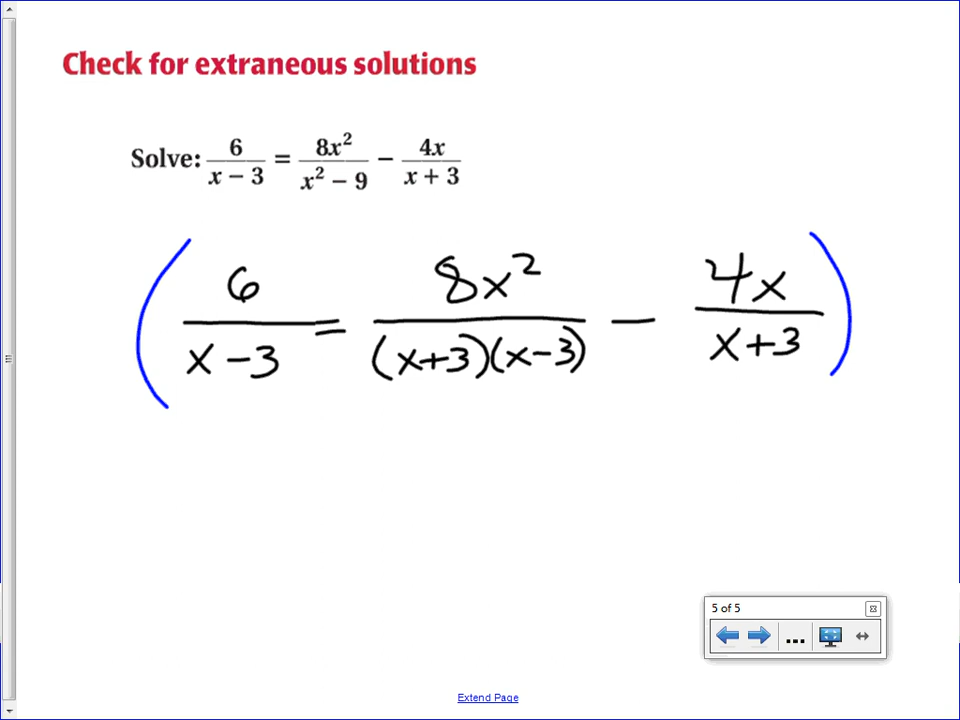 Check for extraneous solutions
Solve: 6/(x − 3) = 8x²/(x² − 9) − 4x/(x + 3)
(6/(x−3) = 8x²/((x+3)(x−3)) − 4x/(x+3))
5 of 5
...
Extend Page